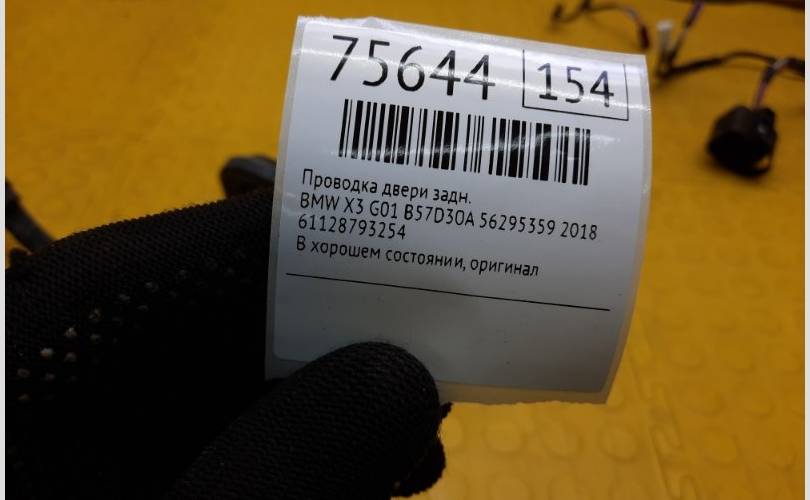 75644 154
Проводка двери задн.
BMW X3 G01 B57D30A 56295359 2018
61128793254
В хорошем состоянии, оригинал